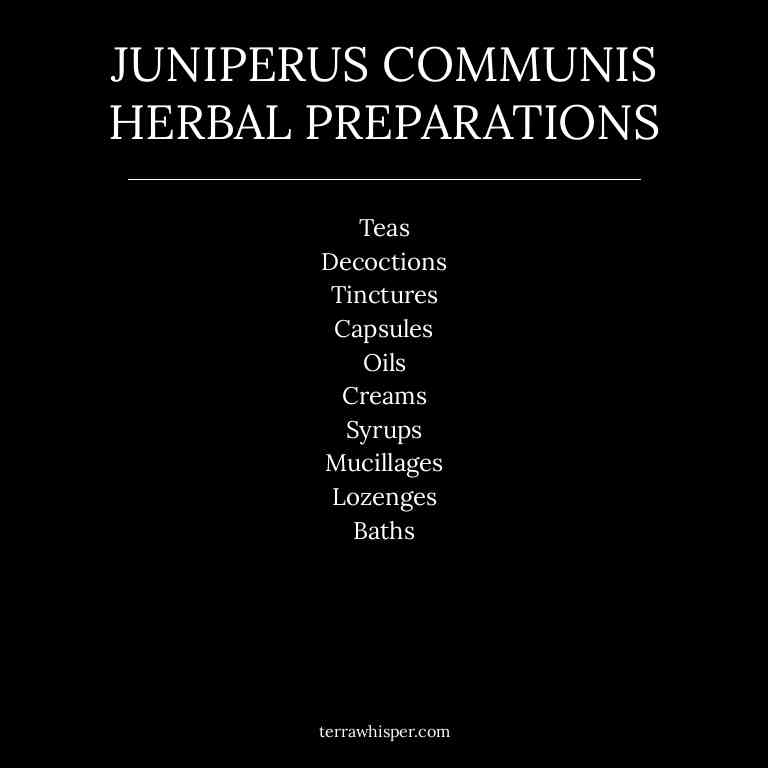 JUNIPERUS COMMUNIS
HERBAL PREPARATIONS
Teas
Decoctions
Tinctures
Capsules
Oils
Creams
Syrups
Mucillages
Lozenges
Baths
terrawhisper.com